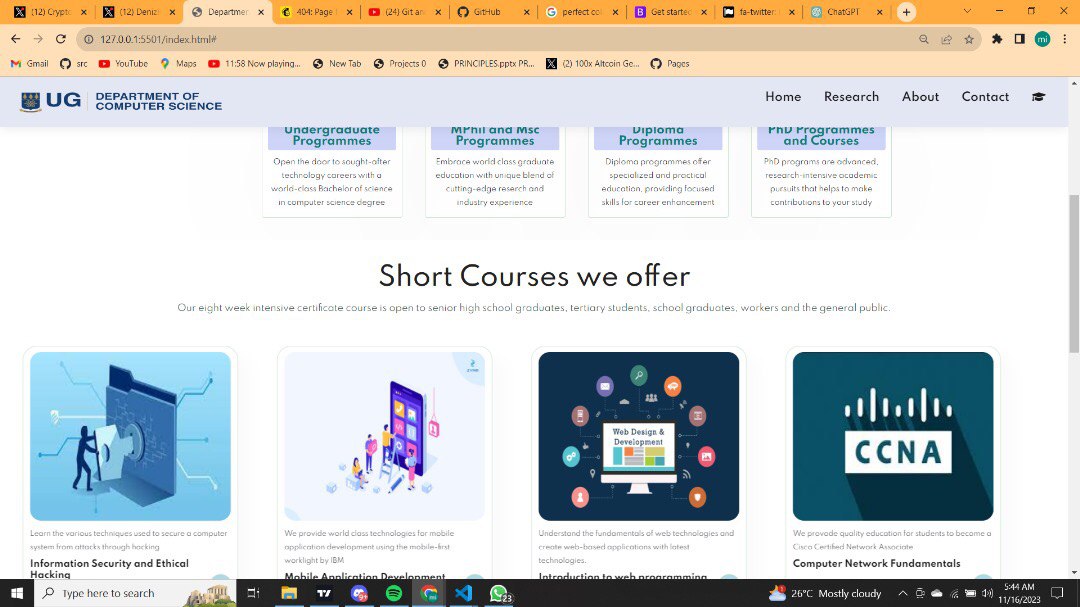 (12) Crypto
(12) Deniz
Departmen
404: Page
(24) Git an
GitHub
perfect co
Get started
fa-twitter:
ChatGPT
127.0.0.1:5501/index.html#
mi
Gmail
src
YouTube
Maps
11:58 Now playing...
New Tab
Projects 0
PRINCIPLES.pptx PR...
(2) 100x Altcoin Ge...
Pages
UG
DEPARTMENT OF
COMPUTER SCIENCE
Home
Research
About
Contact
Undergraduate
Programmes
Open the door to sought-after
technology careers with a
world-class Bachelor of science
in computer science degree
MPhil and Msc
Programmes
Embrace world class graduate
education with unique blend of
cutting-edge reserch and
industry experience
Diploma
Programmes
Diploma programmes offer
specialized and practical
education, providing focused
skills for career enhancement
PhD Programmes
and Courses
PhD programs are advanced,
research-intensive academic
pursuits that helps to make
contributions to your study
Short Courses we offer
Our eight week intensive certificate course is open to senior high school graduates, tertiary students, school graduates, workers and the general public.
Learn the various techniques used to secure a computer
system from attacks through hacking
Information Security and Ethical
Hacking
We provide world class technologies for mobile
application development using the mobile-first
worklight by IBM
Mobile Application Development
Web Design &
Development
Understand the fundamentals of web technologies and
create web-based applications with latest
technologies.
Introduction to web programming
CCNA
We provade quality education for students to become a
Cisco Certified Network Associate
Computer Network Fundamentals
Type here to search
23
26°C Mostly cloudy
5:44 AM
11/16/2023